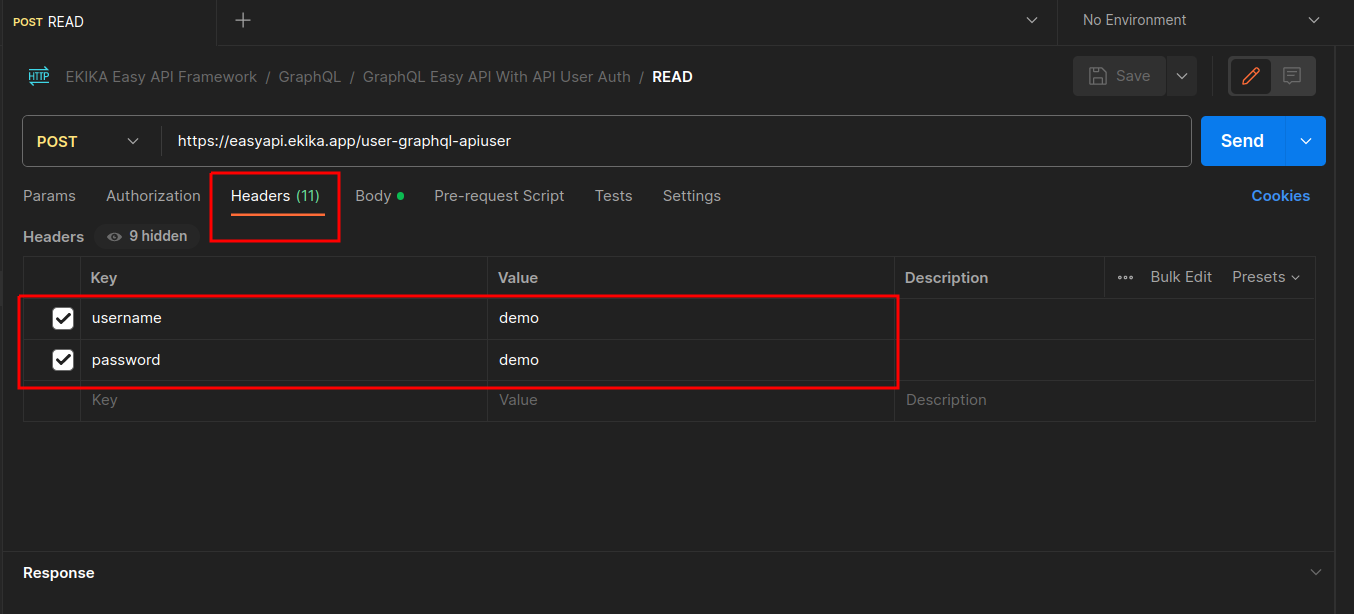 POST READ
No Environment
HTTP EKIKA Easy API Framework / GraphQL / GraphQL Easy API With API User Auth / READ
Save
POST https://easyapi.ekika.app/user-graphql-apiuser Send
Params Authorization Headers (11) Body Pre-request Script Tests Settings Cookies
Headers 9 hidden
Key Value Description Bulk Edit Presets
username demo
password demo
Key Value Description
Response